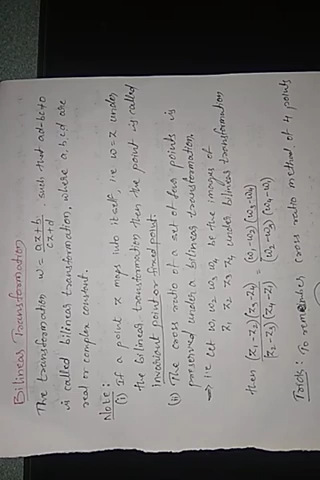 Bilinear Transformation
The transformation w = (az+b)/(cz+d), such that ad-bc≠0
is called bilinear transformation, where a,b,c,d are
real or complex constant.
Note:
(i) If a point z maps into itself, i.e w=z under
the bilinear transformation then the point is called
invariant point or fixed point.
(ii) The cross ratio of a set of four points is
preserved under a bilinear transformation.
→ i.e let w₁ w₂ w₃ w₄ be the images of
z₁ z₂ z₃ z₄ under bilinear transformation
then (z₁-z₂)(z₃-z₄)/(z₂-z₃)(z₄-z₁) = (w₁-w₂)(w₃-w₄)/(w₂-w₃)(w₄-w₁)
Trick: To cross ratio method of 4 points